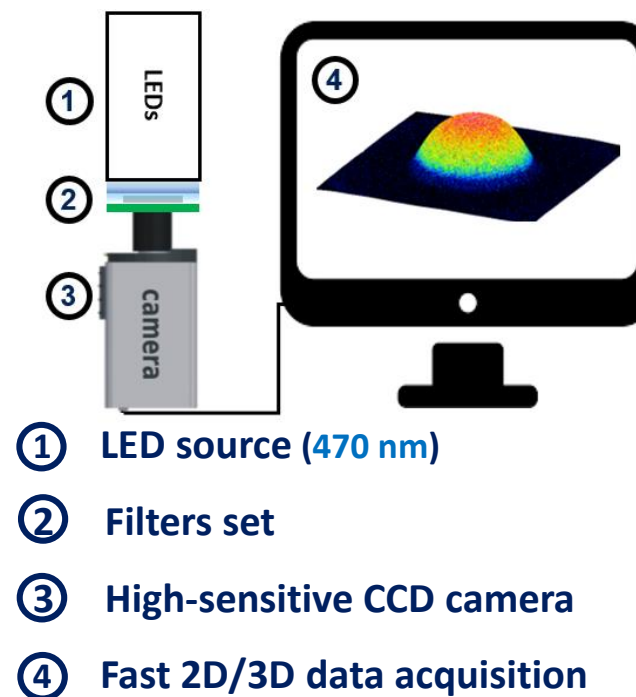 1
LEDs
2
3
camera
4
1 LED source (470 nm)
2 Filters set
3 High-sensitive CCD camera
4 Fast 2D/3D data acquisition